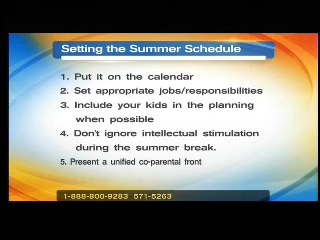 Setting the Summer Schedule
1. Put it on the calendar
2. Set appropriate jobs/responsibilities
3. Include your kids in the planning
when possible
4. Don't ignore intellectual stimulation
during the summer break.
5. Present a unified co-parental front
1-888-800-9283 571-5263